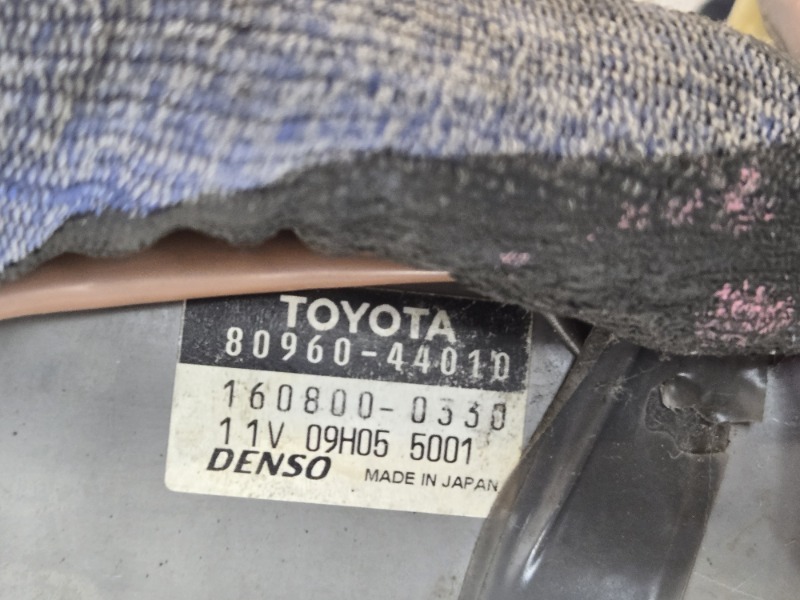 TOYOTA
80960-44010
160800-0330
11V 09H05 5001
DENSO MADE IN JAPAN